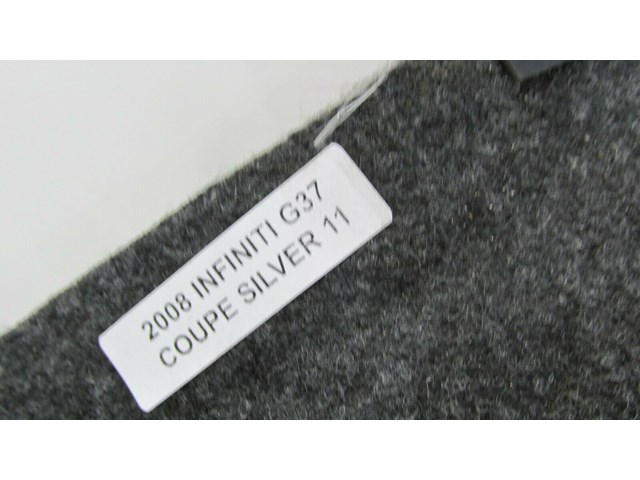 2008 INFINITI G37
COUPE SILVER 11